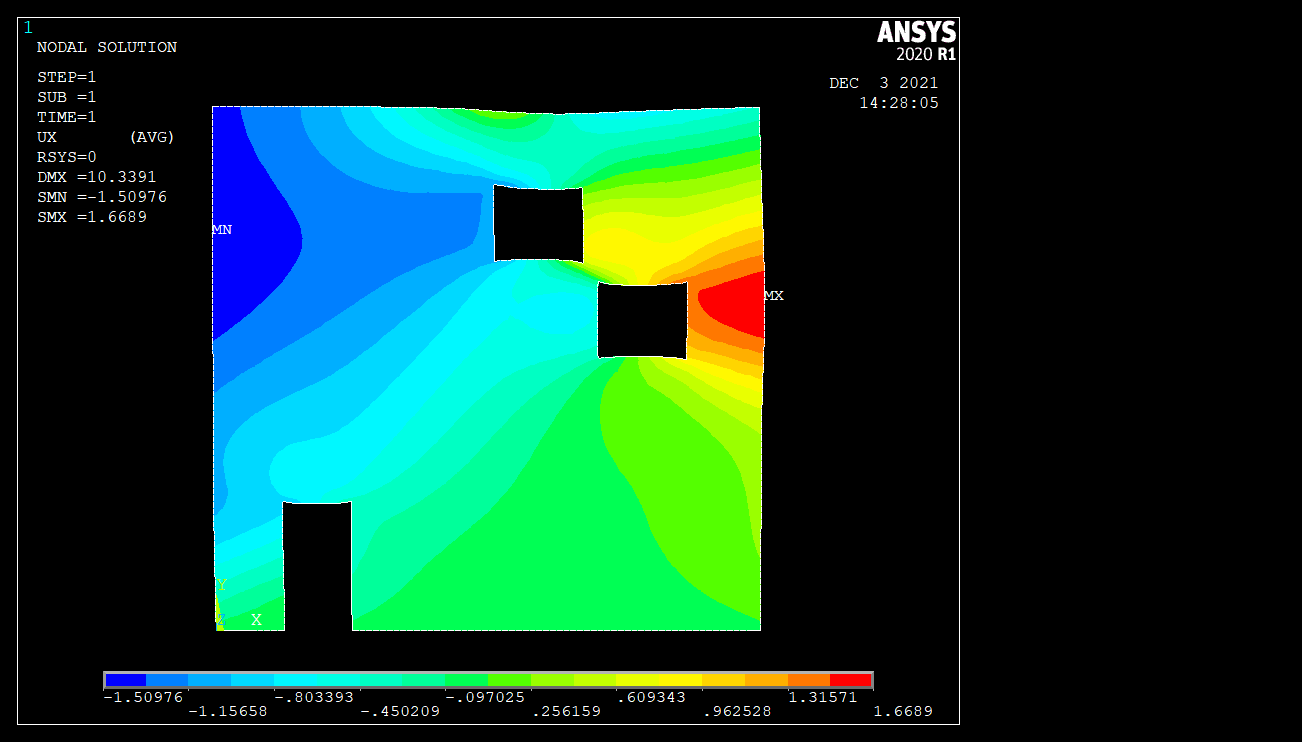 1
NODAL SOLUTION
STEP=1
SUB =1
TIME=1
UX (AVG)
RSYS=0
DMX =10.3391
SMN =-1.50976
SMX =1.6689
ANSYS
2020 R1
DEC 3 2021
14:28:05
MN
MX
Y
Z X
-1.50976 -.803393 -.097025 .609343 1.31571
-1.15658 -.450209 .256159 .962528 1.6689